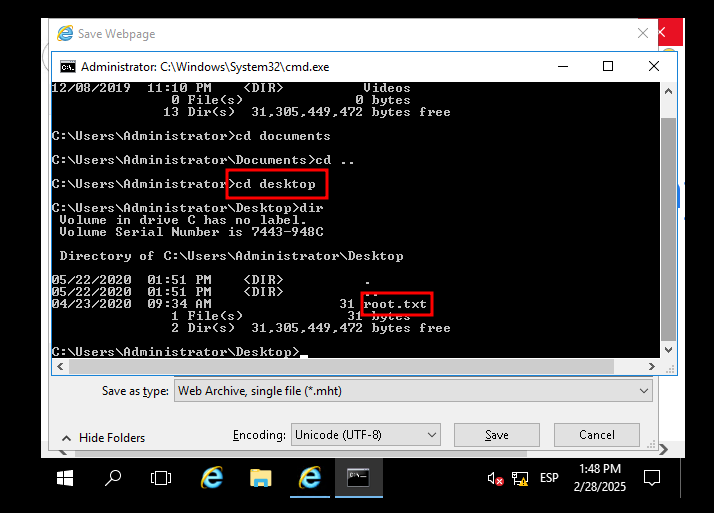 Save Webpage
Administrator: C:\Windows\System32\cmd.exe
12/08/2019  11:10 PM    <DIR>          Videos
               0 File(s)              0 bytes
              13 Dir(s)  31,305,449,472 bytes free
C:\Users\Administrator>cd documents
C:\Users\Administrator\Documents>cd ..
C:\Users\Administrator>cd desktop
C:\Users\Administrator\Desktop>dir
 Volume in drive C has no label.
 Volume Serial Number is 7443-948C
 Directory of C:\Users\Administrator\Desktop
05/22/2020  01:51 PM    <DIR>          .
05/22/2020  01:51 PM    <DIR>          ..
04/23/2020  09:34 AM                31 root.txt
               1 File(s)             31 bytes
               2 Dir(s)  31,305,449,472 bytes free
C:\Users\Administrator\Desktop>
Save as type: Web Archive, single file (*.mht)
Hide Folders
Encoding: Unicode (UTF-8)
Save
Cancel
ESP
1:48 PM
2/28/2025